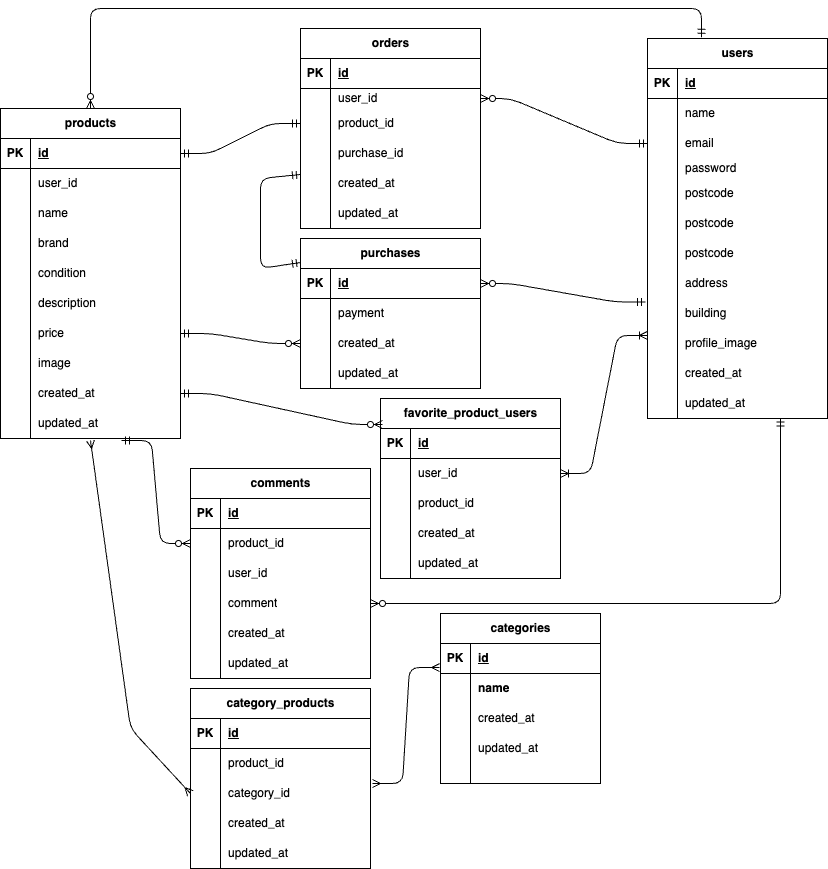 orders
PK id
user_id
product_id
purchase_id
created_at
updated_at
users
PK id
name
email
password
postcode
postcode
postcode
address
building
profile_image
created_at
updated_at
products
PK id
user_id
name
brand
condition
description
price
image
created_at
updated_at
purchases
PK id
payment
created_at
updated_at
favorite_product_users
PK id
user_id
product_id
created_at
updated_at
comments
PK id
product_id
user_id
comment
created_at
updated_at
categories
PK id
name
created_at
updated_at
category_products
PK id
product_id
category_id
created_at
updated_at